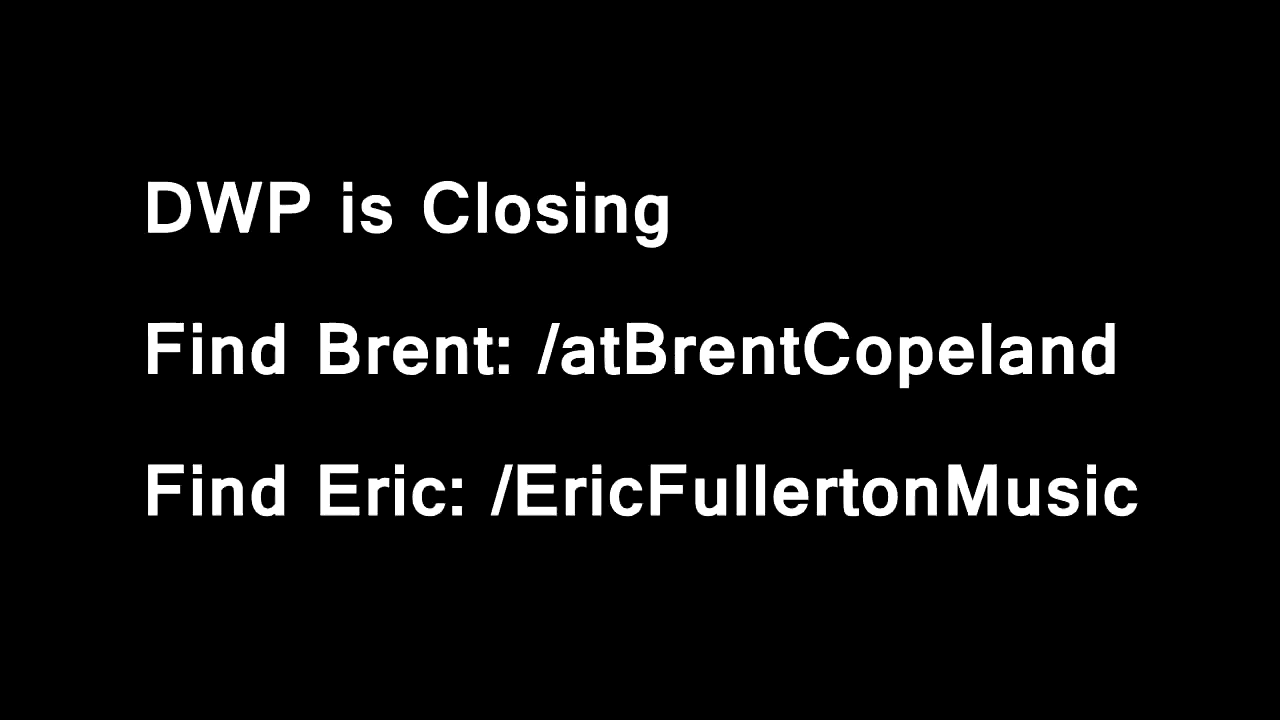 DWP is Closing
Find Brent: /atBrentCopeland
Find Eric: /EricFullertonMusic